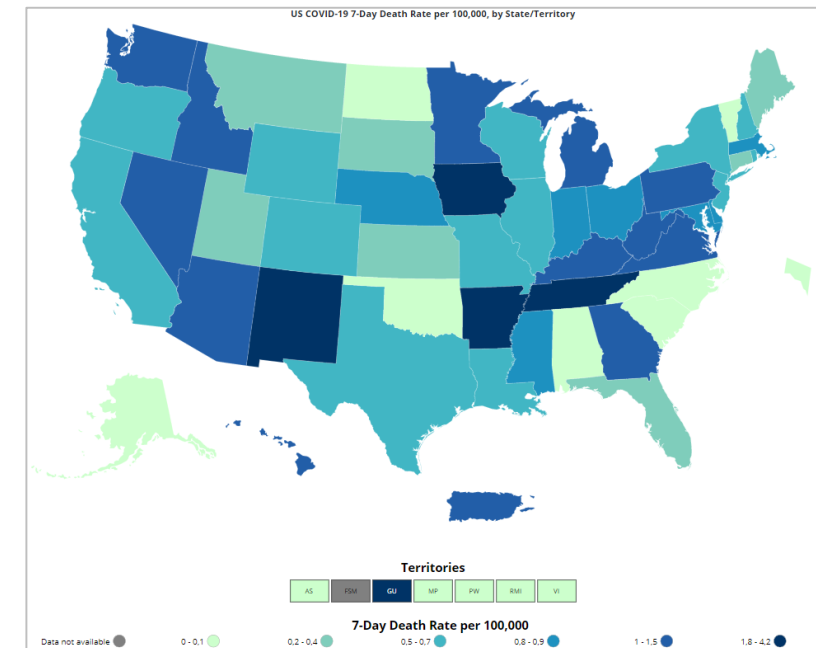 US COVID-19 7-Day Death Rate per 100,000, by State/Territory
Territories
AS FSM GU MP PW RMI VI
7-Day Death Rate per 100,000
Data not available 0 - 0,1 0,2 - 0,4 0,5 - 0,7 0,8 - 0,9 1 - 1,5 1,8 - 4,2